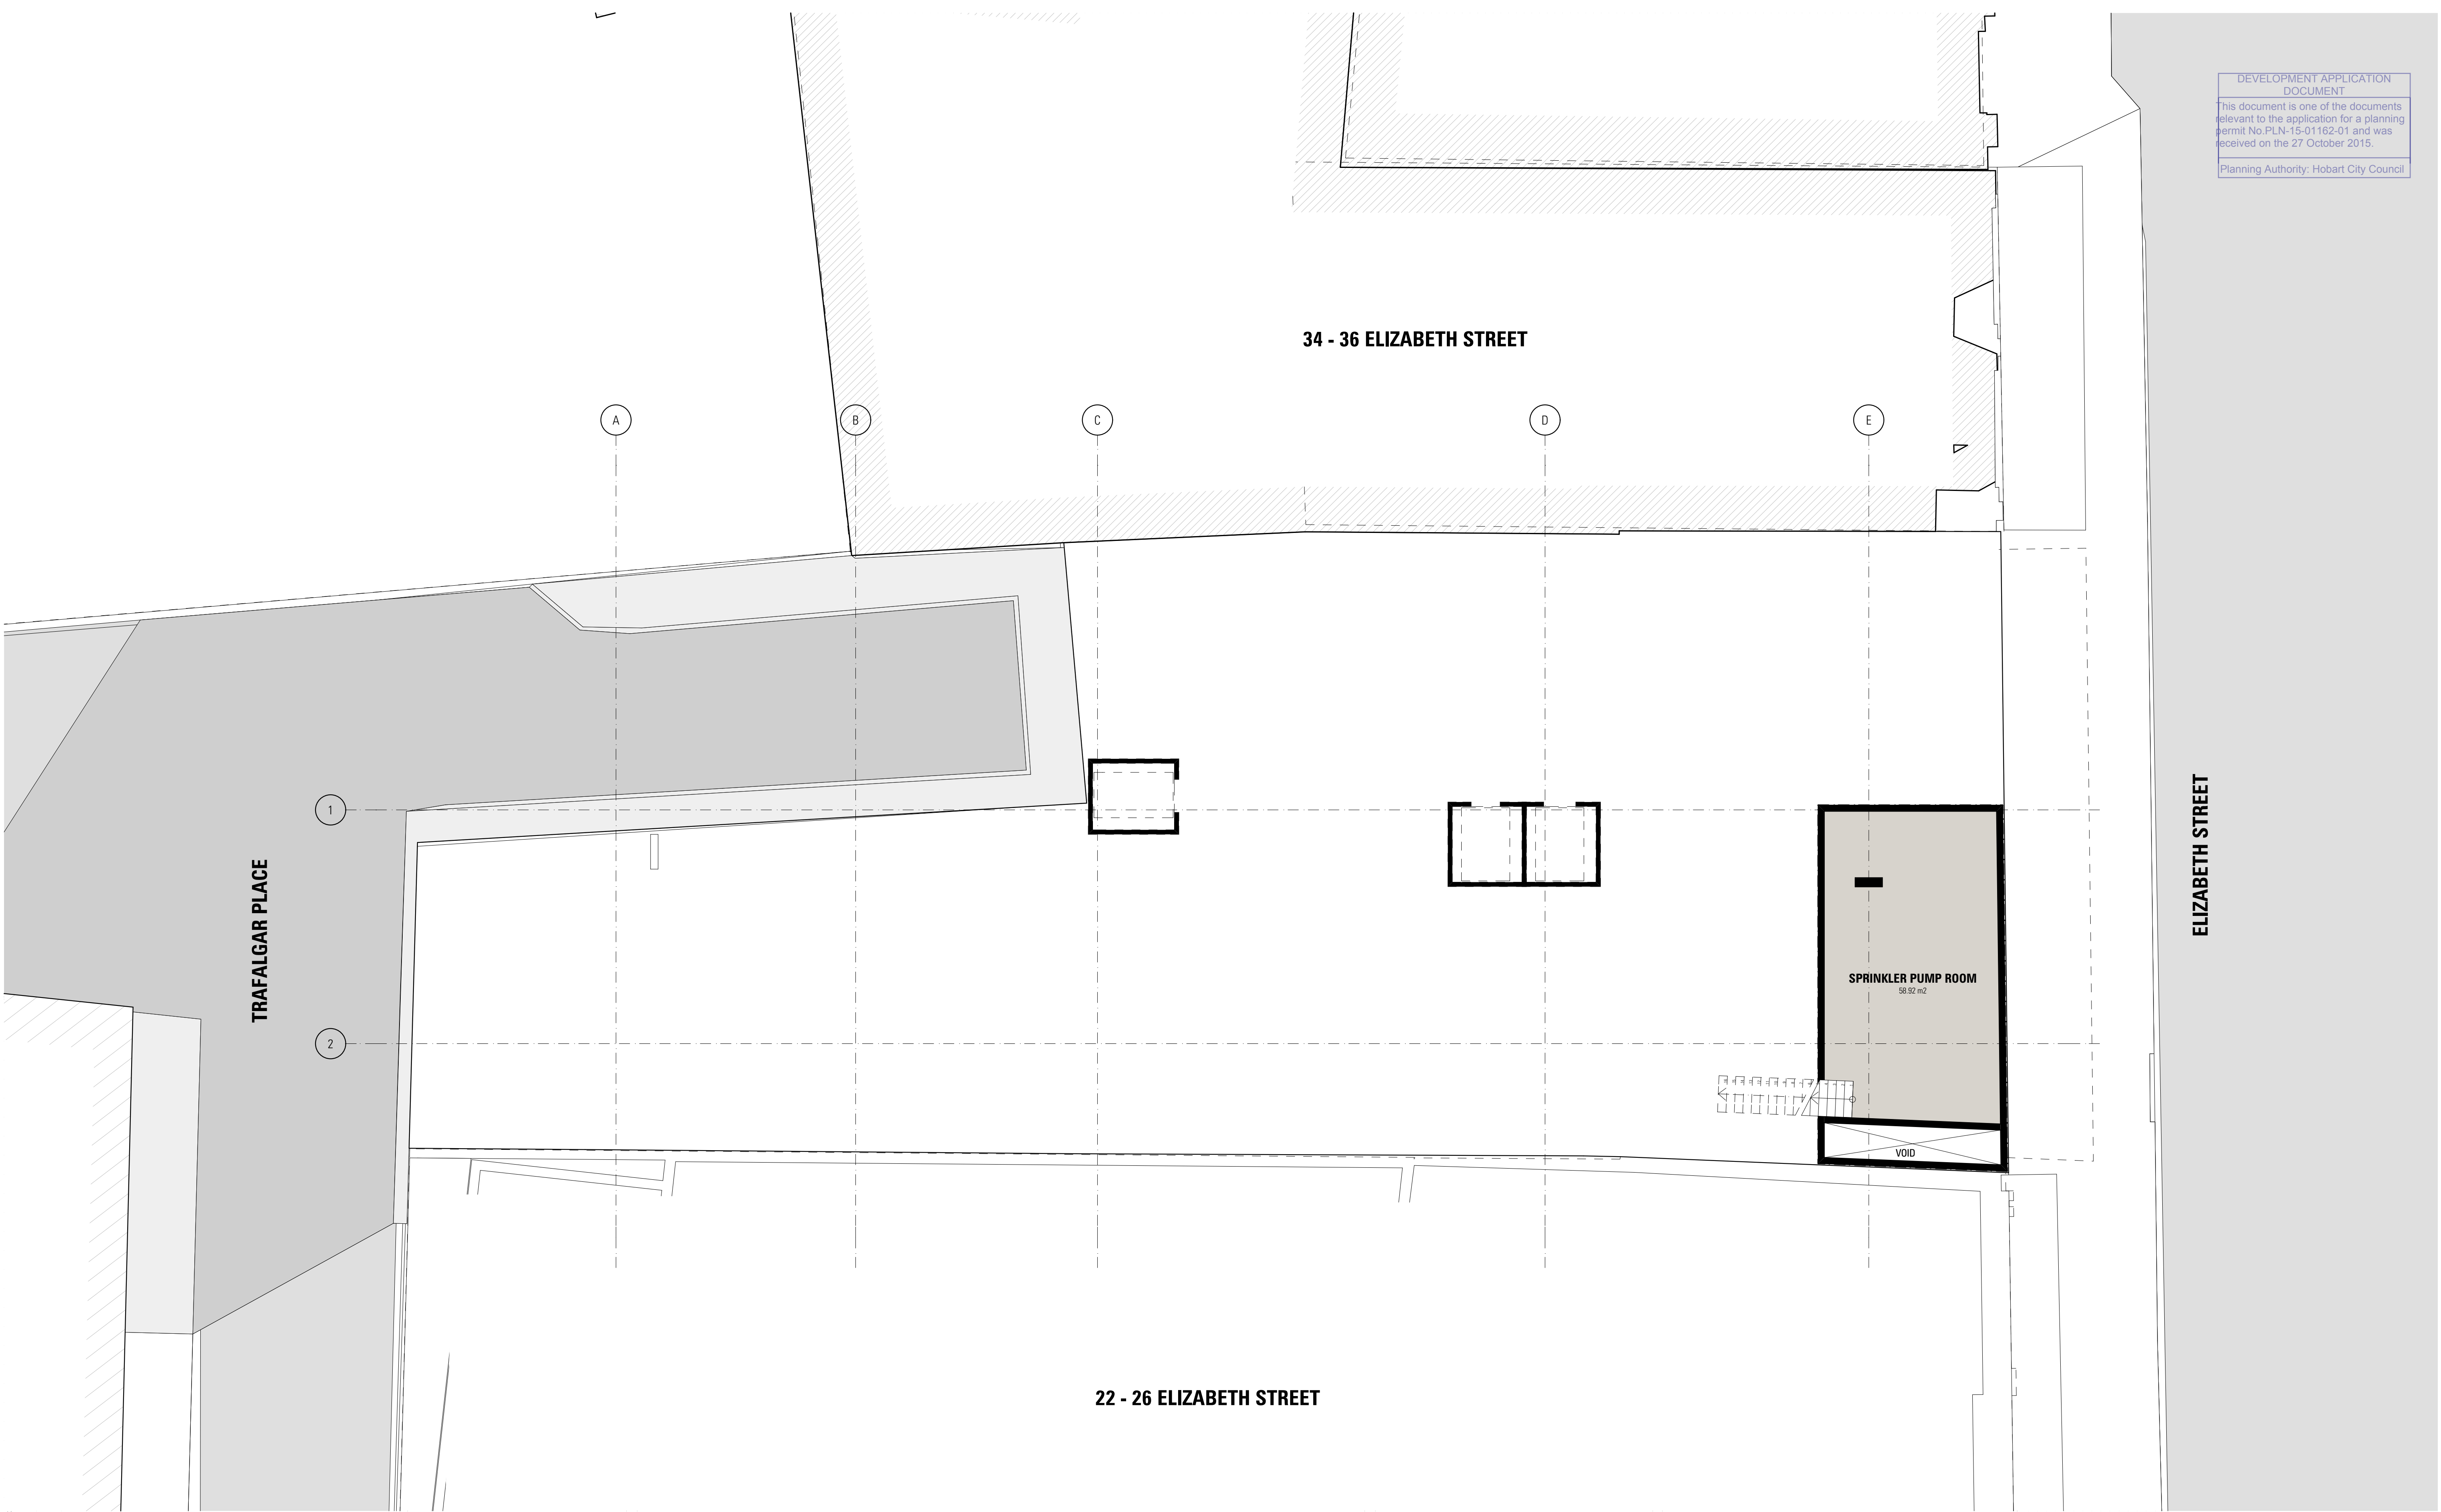 DEVELOPMENT APPLICATION
DOCUMENT
This document is one of the documents
relevant to the application for a planning
permit No.PLN-15-01162-01 and was
received on the 27 October 2015.
Planning Authority: Hobart City Council
34 - 36 ELIZABETH STREET
A
B
C
D
E
1
2
TRAFALGAR PLACE
ELIZABETH STREET
SPRINKLER PUMP ROOM
58.92 m2
VOID
22 - 26 ELIZABETH STREET